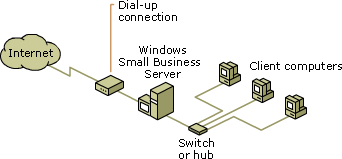 Dial-up
connection
Internet
Windows
Small Business
Server
Client computers
Switch
or hub